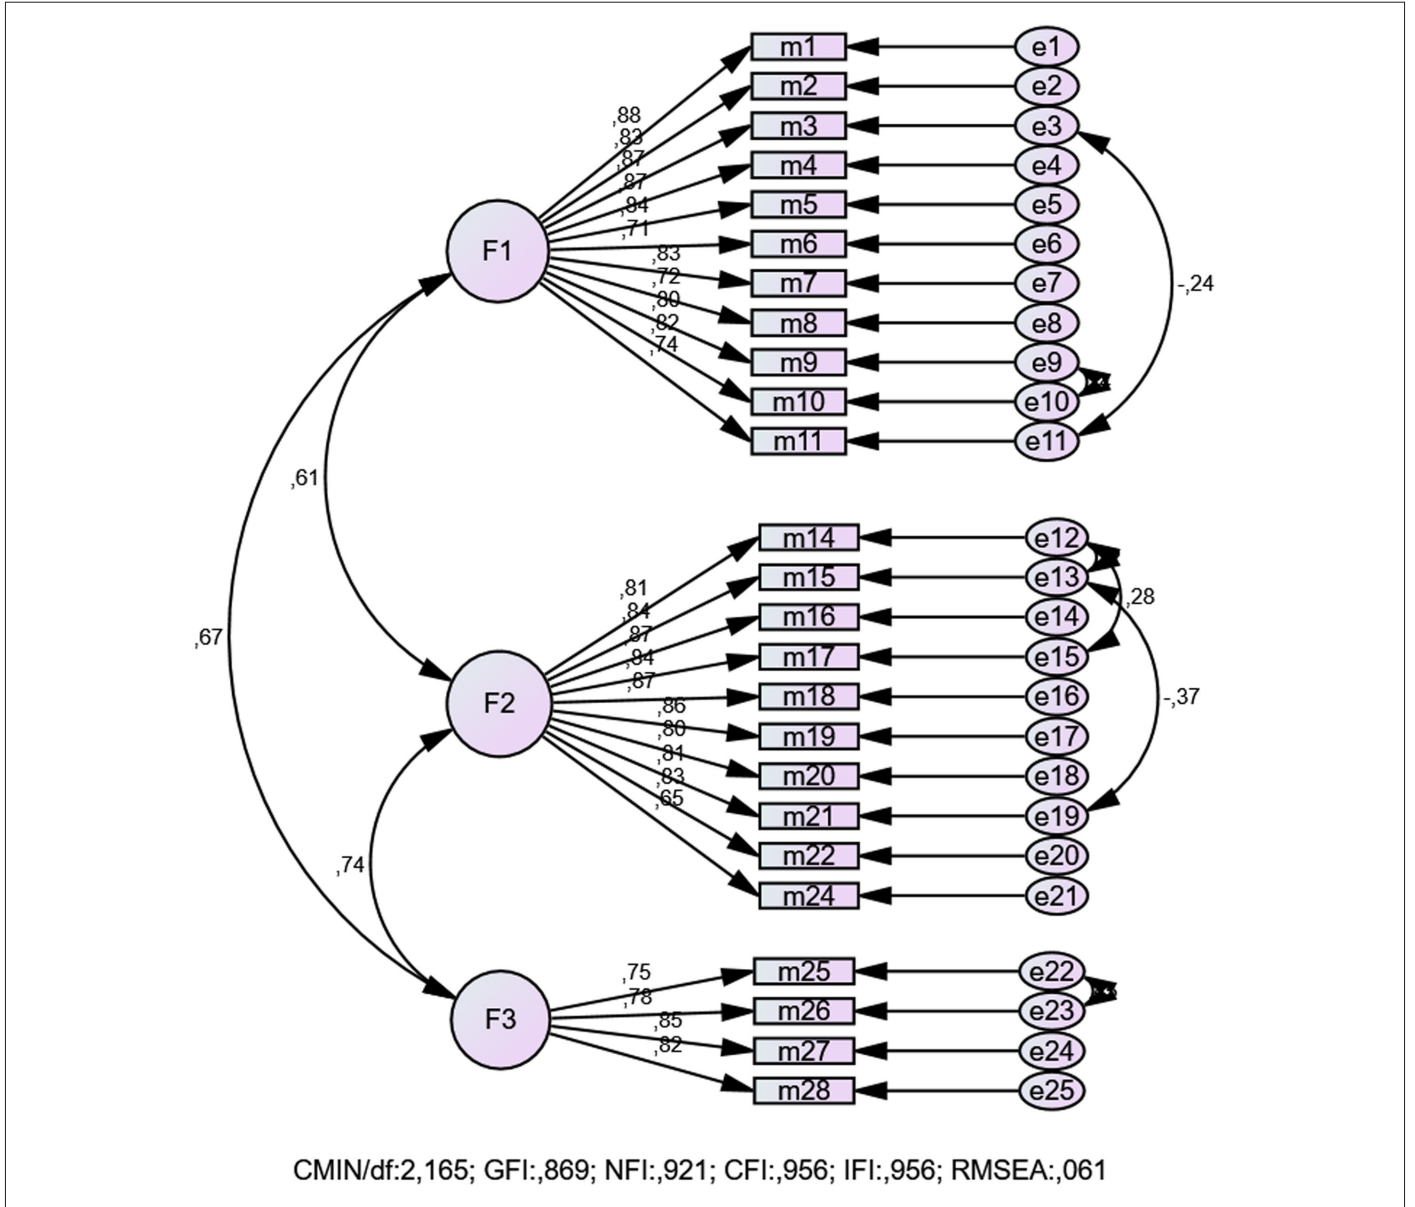 m1 e1
m2 e2
,88
m3 e3
,83
,87
m4 e4
,87
,84
m5 e5
,71
m6 e6
F1
,83
,72
m7 e7
-,24
,80
,82
m8 e8
,74
m9 e9
m10 e10
m11 e11
,61
m14 e12
m15 e13
,81
,28
,84
m16 e14
,87
,67
,84
m17 e15
,87
m18 e16
-,37
F2
,86
,80
m19 e17
,81
,83
m20 e18
,65
m21 e19
m22 e20
,74
m24 e21
,75
m25 e22
,78
m26 e23
F3
,85
,82
m27 e24
m28 e25
CMIN/df:2,165; GFI:,869; NFI:,921; CFI:,956; IFI:,956; RMSEA:,061